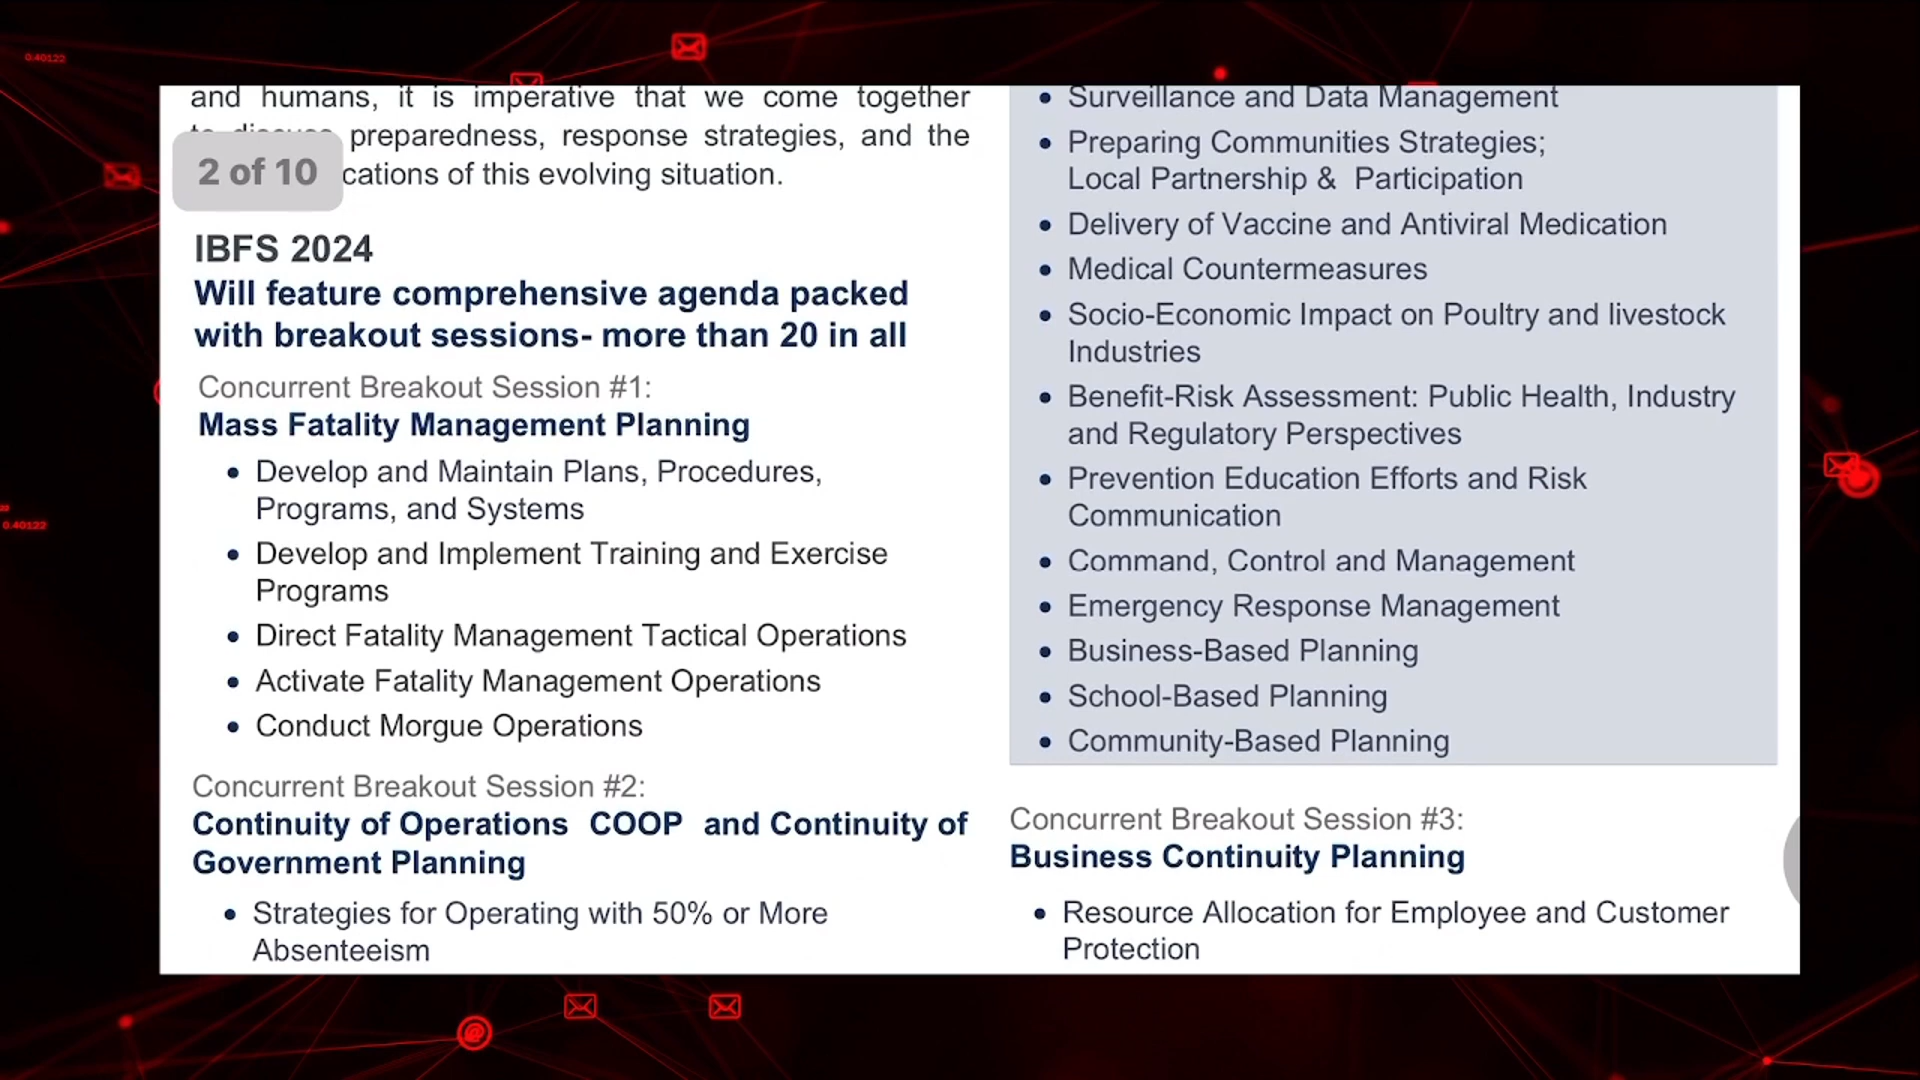 0.40122
and humans, it is imperative that we come together
preparedness, response strategies, and the
2 of 10 cations of this evolving situation.
IBFS 2024
Will feature comprehensive agenda packed
with breakout sessions- more than 20 in all
Concurrent Breakout Session #1:
Mass Fatality Management Planning
• Develop and Maintain Plans, Procedures,
Programs, and Systems
• Develop and Implement Training and Exercise
Programs
• Direct Fatality Management Tactical Operations
• Activate Fatality Management Operations
• Conduct Morgue Operations
Concurrent Breakout Session #2:
Continuity of Operations COOP and Continuity of
Government Planning
• Strategies for Operating with 50% or More
Absenteeism
• Surveillance and Data Management
• Preparing Communities Strategies;
Local Partnership & Participation
• Delivery of Vaccine and Antiviral Medication
• Medical Countermeasures
• Socio-Economic Impact on Poultry and livestock
Industries
• Benefit-Risk Assessment: Public Health, Industry
and Regulatory Perspectives
• Prevention Education Efforts and Risk
Communication
• Command, Control and Management
• Emergency Response Management
• Business-Based Planning
• School-Based Planning
• Community-Based Planning
Concurrent Breakout Session #3:
Business Continuity Planning
• Resource Allocation for Employee and Customer
Protection
0.40122